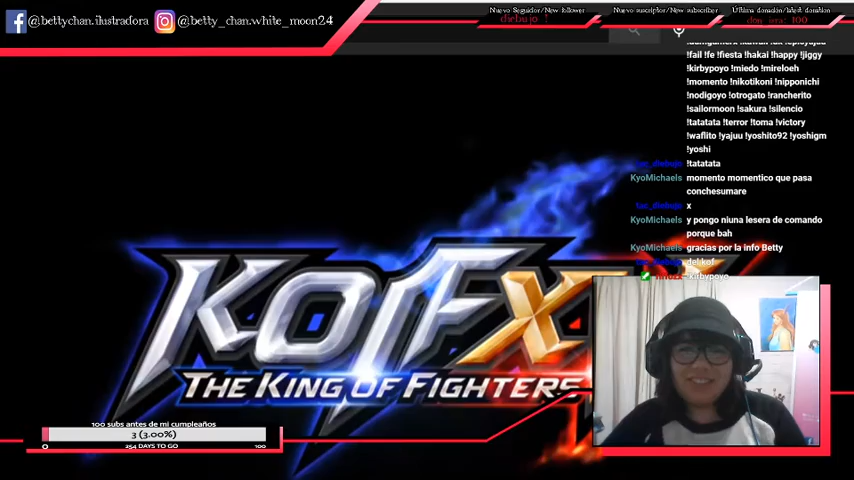 @bettychan.ilustradora
@betty_chan.white_moon24
Nuevo Seguidor/New follower
diebujo
Nuevo suscriptor/New subscriber
Última donación/latest donation
100
!fail !fe !fiesta !hakai !happy !jiggy
!kirbypoyo !miedo !mireloeh
!momento !nikotikoni !nipponichi
!nodigoyo !otrogato !rancherito
!sailormoon !sakura !silencio
!tatatata !terror !toma !victory
!waflito !yajuu !yoshito92 !yoshigm
!yoshi
!tatatata
KyoMichaels momento momentico que pasa
conchesumare
x
KyoMichaels y pongo niuna lesera de comando
porque bah
KyoMichaels gracias por la info Betty
del kof
kirbypoyo
KOF X
THE KING OF FIGHTERS
100 subs antes de mi cumpleaños
3 (3.00%)
0 254 DAYS TO GO 100